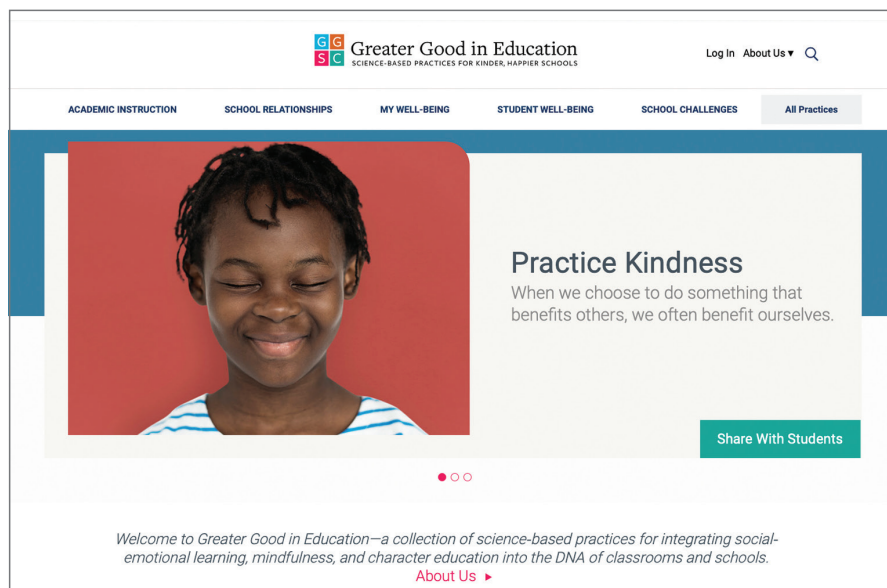 GG
SC
Greater Good in Education
SCIENCE-BASED PRACTICES FOR KINDER, HAPPIER SCHOOLS
Log In About Us ▾
ACADEMIC INSTRUCTION SCHOOL RELATIONSHIPS MY WELL-BEING STUDENT WELL-BEING SCHOOL CHALLENGES All Practices
Practice Kindness
When we choose to do something that
benefits others, we often benefit ourselves.
Share With Students
Welcome to Greater Good in Education—a collection of science-based practices for integrating social-
emotional learning, mindfulness, and character education into the DNA of classrooms and schools.
About Us ▸